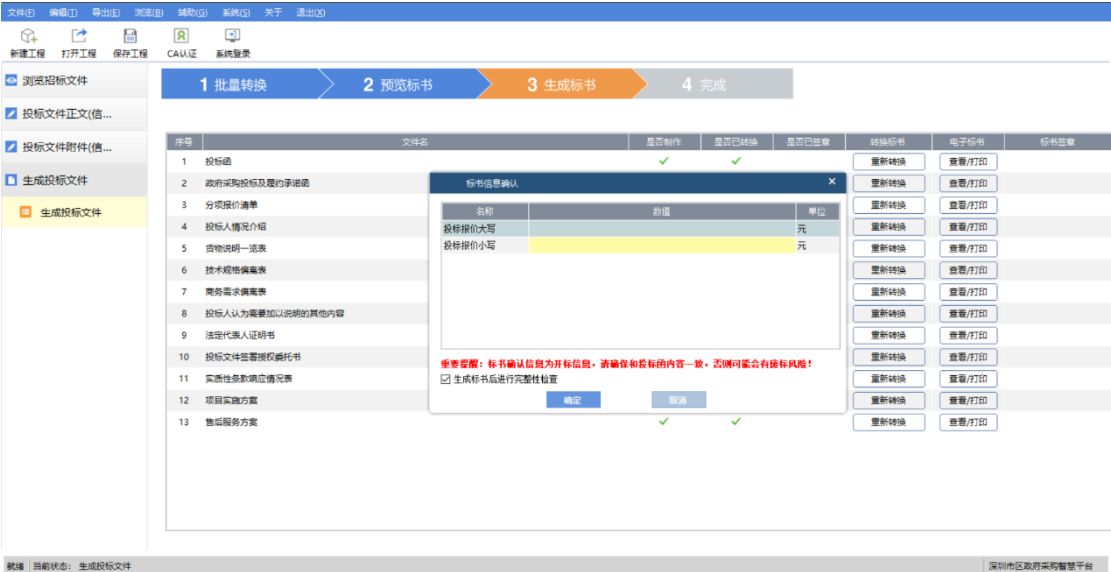 文件(F) 编辑(I) 导出(E) 浏览(B) 辅助(G) 系统(S) 关于 退出(X)
新建工程 打开工程 保存工程 CA认证 系统登录
浏览招标文件
投标文件正文(信...
投标文件附件(信...
生成投标文件
生成投标文件
1 批量转换 2 预览标书 3 生成标书 4 完成
序号 文件名 是否制作 是否已转换 是否已签章 转换标书 电子标书 标书签章
1 投标函 重新转换 查看/打印
2 政府采购投标及履约承诺函 重新转换 查看/打印
3 分项报价清单 重新转换 查看/打印
4 投标人情况介绍 重新转换 查看/打印
5 货物说明一览表 重新转换 查看/打印
6 技术规格偏离表 重新转换 查看/打印
7 商务需求偏离表 重新转换 查看/打印
8 投标人认为需要加以说明的其他内容 重新转换 查看/打印
9 法定代表人证明书 重新转换 查看/打印
10 投标文件签署授权委托书 重新转换 查看/打印
11 实质性条款响应情况表 重新转换 查看/打印
12 项目实施方案 重新转换 查看/打印
13 售后服务方案 重新转换 查看/打印
标书信息确认 ×
名称 数值 单位
投标报价大写 元
投标报价小写 元
重要提醒：标书确认信息为开标信息，请确保和投标函内容一致，否则可能会有废标风险！
生成标书后进行完整性检查
确定 取消
就绪 当前状态: 生成投标文件 深圳市区政府采购智慧平台